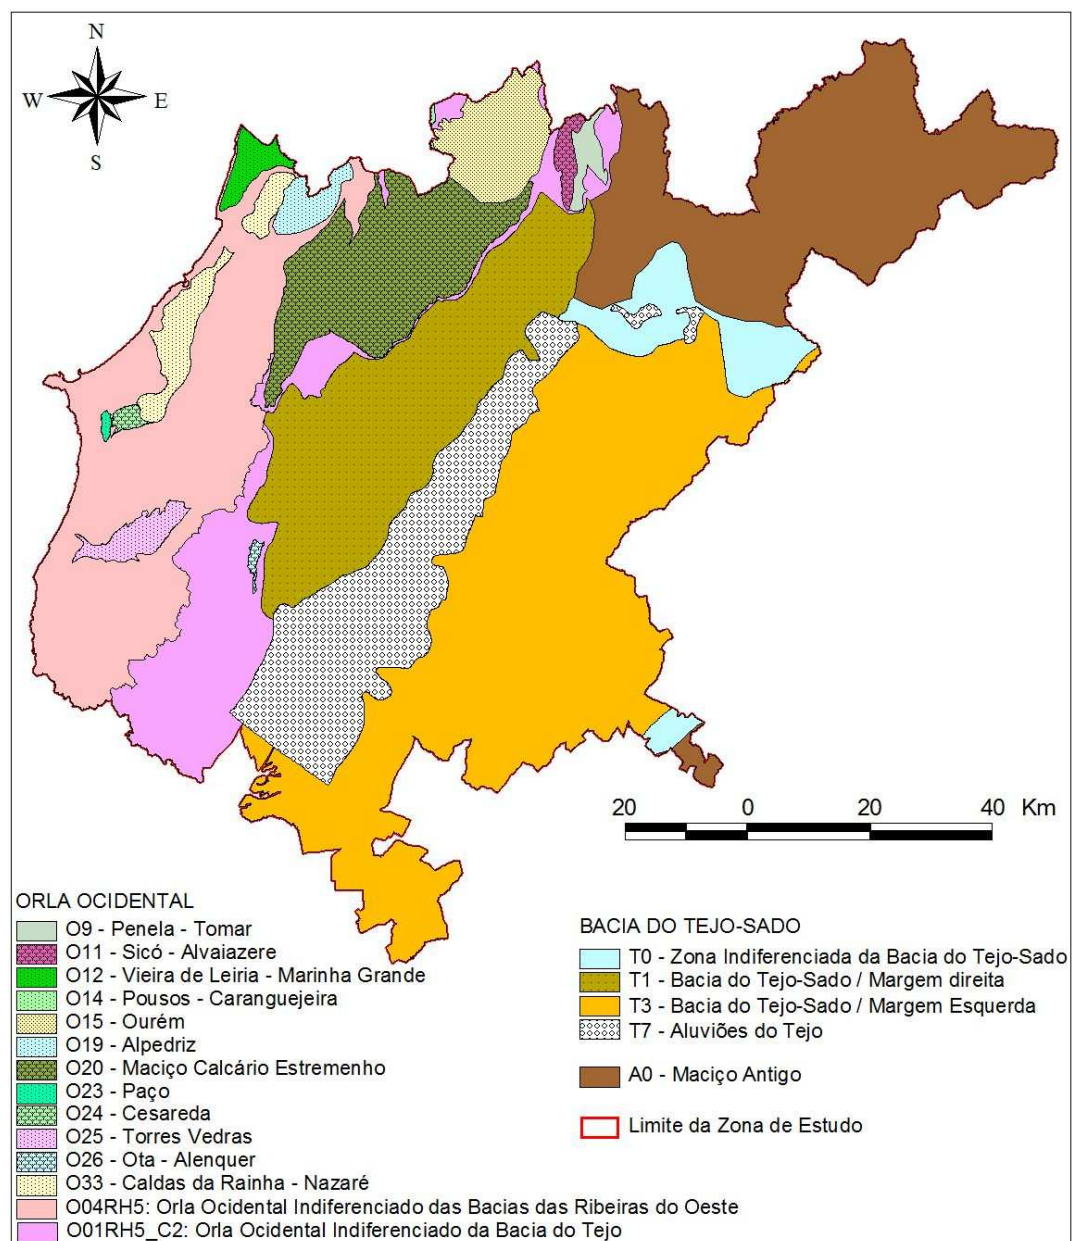 N
W E
S
20 0 20 40 Km
ORLA OCIDENTAL
O9 - Penela - Tomar
O11 - Sicó - Alvaiazere
O12 - Vieira de Leiria - Marinha Grande
O14 - Pousos - Caranguejeira
O15 - Ourém
O19 - Alpedriz
O20 - Maciço Calcário Estremenho
O23 - Paço
O24 - Cesareda
O25 - Torres Vedras
O26 - Ota - Alenquer
O33 - Caldas da Rainha - Nazaré
O04RH5: Orla Ocidental Indiferenciado das Bacias das Ribeiras do Oeste
O01RH5_C2: Orla Ocidental Indiferenciado da Bacia do Tejo
BACIA DO TEJO-SADO
T0 - Zona Indiferenciada da Bacia do Tejo-Sado
T1 - Bacia do Tejo-Sado / Margem direita
T3 - Bacia do Tejo-Sado / Margem Esquerda
T7 - Aluviões do Tejo
A0 - Maciço Antigo
Limite da Zona de Estudo